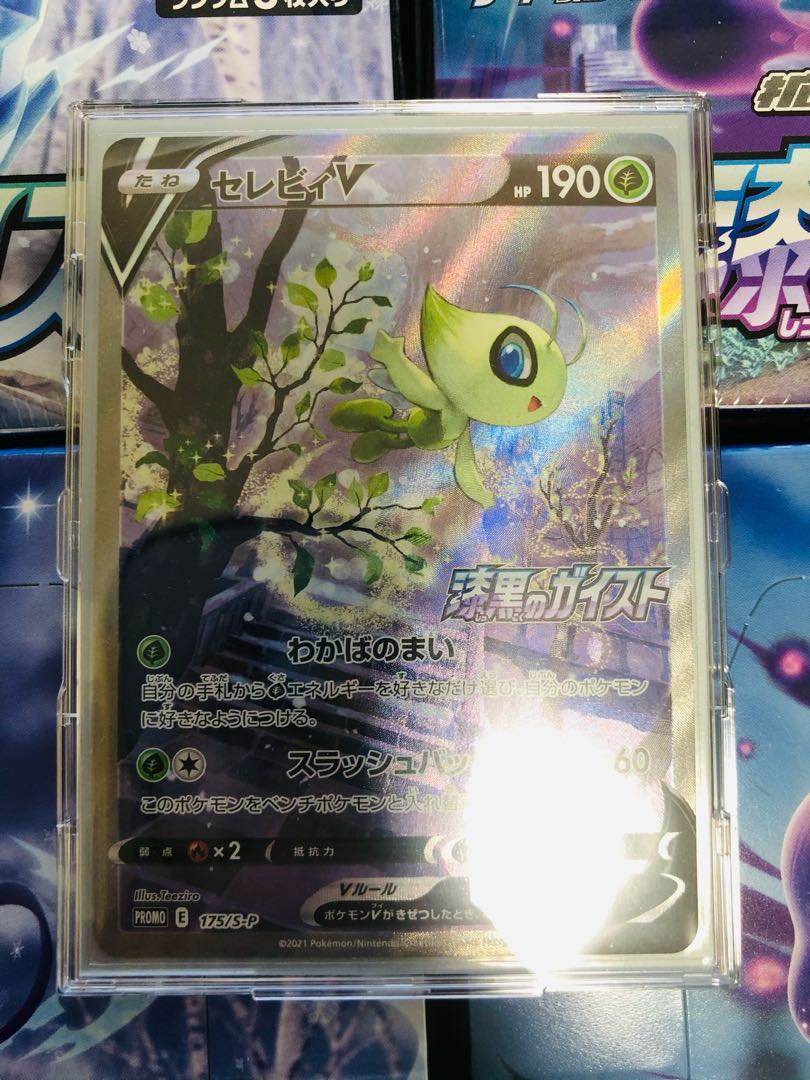 たね セレビィV HP 190
漆黒のガイスト
わかばのまい
自分の手札からエネルギーを好きなだけ選び、自分のポケモン
に好きなようにつける。
スラッシュバッ 60
このポケモンをベンチポケモンと入れ替
弱点 ×2 抵抗力
Illus.Teeziro
Vルール
ポケモンVがきぜつしたとき、
PROMO E 175/S-P
©2021 Pokémon/Nintendo